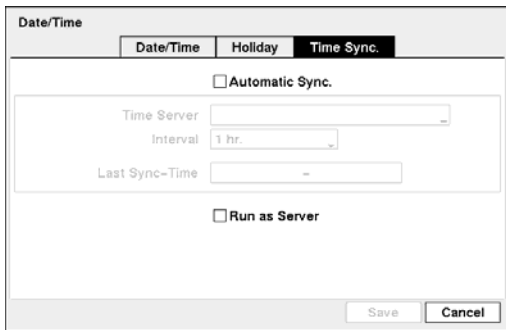 Date/Time
Date/Time Holiday Time Sync.
Automatic Sync.
Time Server
Interval 1 hr.
Last Sync-Time -
Run as Server
Save Cancel